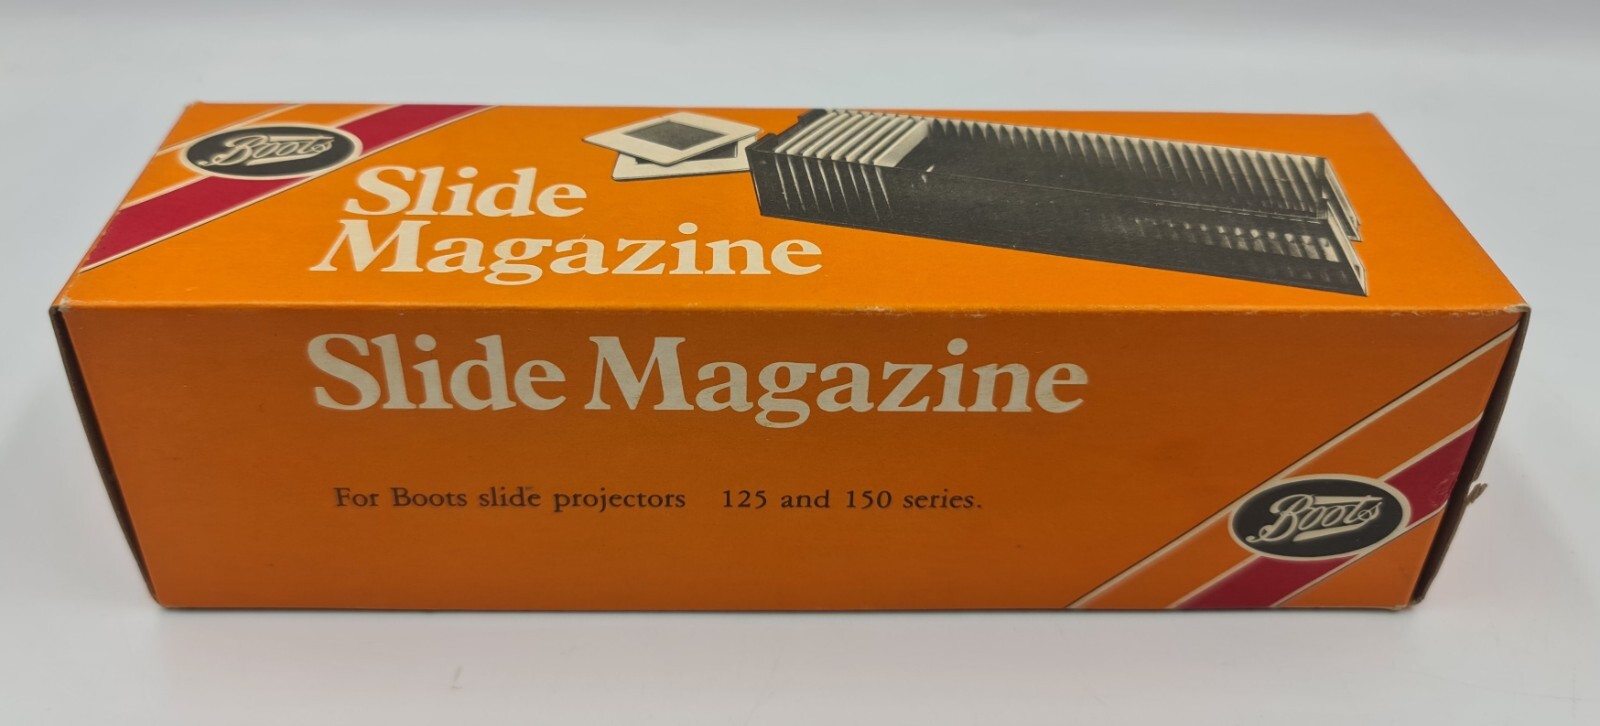 Boots
Slide
Magazine
Slide Magazine
For Boots slide projectors 125 and 150 series.
Boots